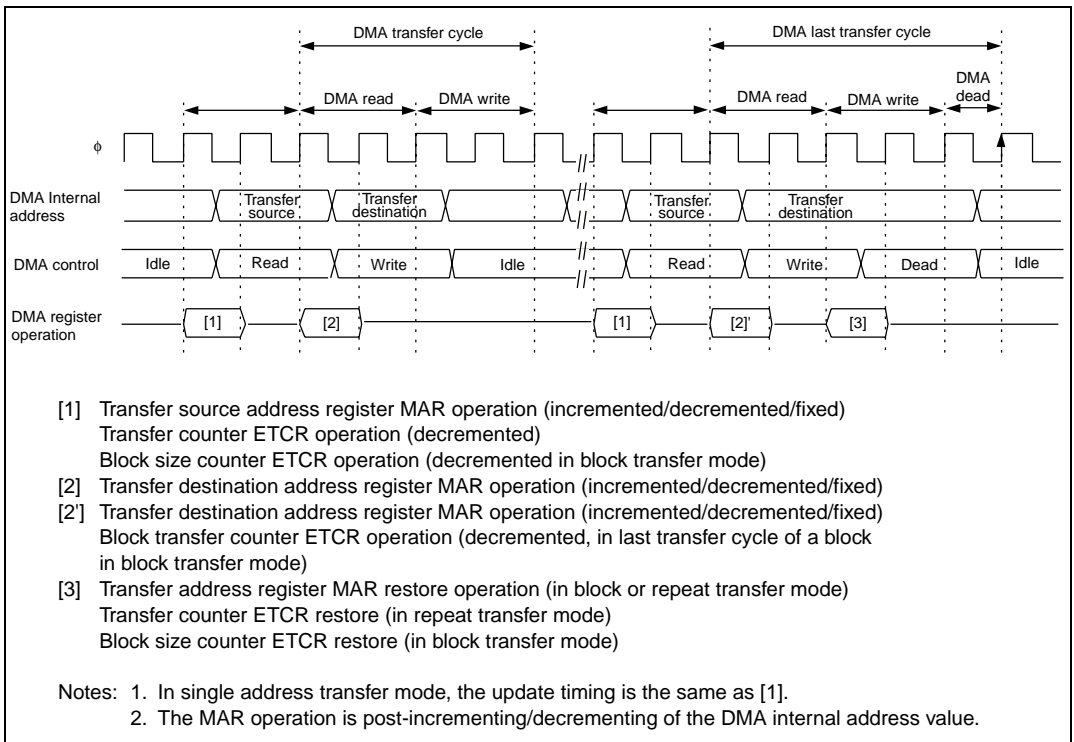 DMA transfer cycle
DMA last transfer cycle
DMA read
DMA write
DMA read
DMA write
DMA
dead
φ
DMA Internal
address
Transfer
source
Transfer
destination
Transfer
source
Transfer
destination
DMA control
Idle
Read
Write
Idle
Read
Write
Dead
Idle
DMA register
operation
[1]
[2]
[1]
[2]'
[3]
[1] Transfer source address register MAR operation (incremented/decremented/fixed)
Transfer counter ETCR operation (decremented)
Block size counter ETCR operation (decremented in block transfer mode)
[2] Transfer destination address register MAR operation (incremented/decremented/fixed)
[2'] Transfer destination address register MAR operation (incremented/decremented/fixed)
Block transfer counter ETCR operation (decremented, in last transfer cycle of a block
in block transfer mode)
[3] Transfer address register MAR restore operation (in block or repeat transfer mode)
Transfer counter ETCR restore (in repeat transfer mode)
Block size counter ETCR restore (in block transfer mode)
Notes: 1. In single address transfer mode, the update timing is the same as [1].
2. The MAR operation is post-incrementing/decrementing of the DMA internal address value.